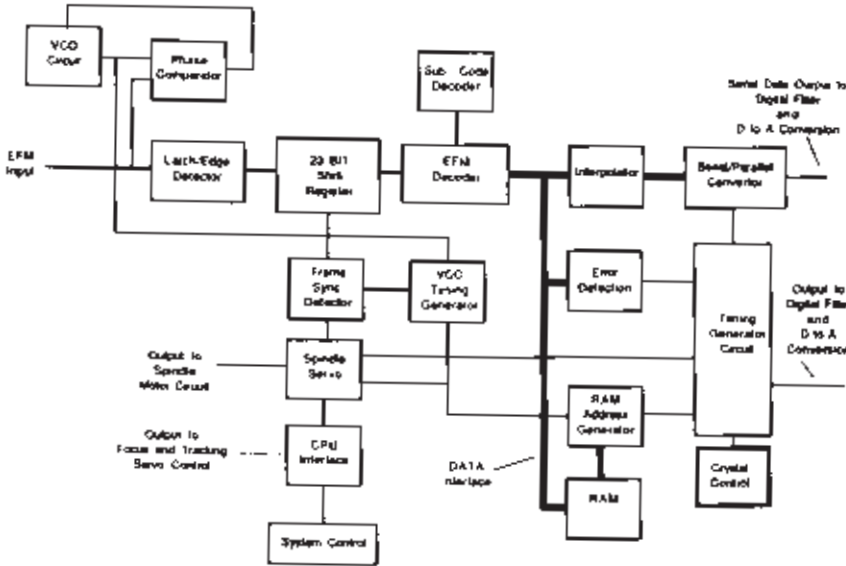 VCO
Circuit
Phase
Comparator
Sub Code
Decoder
Serial Data Output to
Digital Filter
and
D to A
Conversion
EFM
Input
Latch/Edge
Detector
23 BIT
Shift
Register
EFM
Decoder
Interpolator
Serial/Parallel
Convertor
Frame
Sync
Detector
VCO
Timing
Generator
Error
Detection
Timing
Generator
Circuit
Output to
Digital Filter
and
D to A
Conversion
Output to
Spindle
Motor Circuit
Spindle
Servo
RAM
Address
Generator
Output to
Focus and Tracking
Servo Control
CPU
Interface
DATA
Interface
RAM
Crystal
Control
System Control